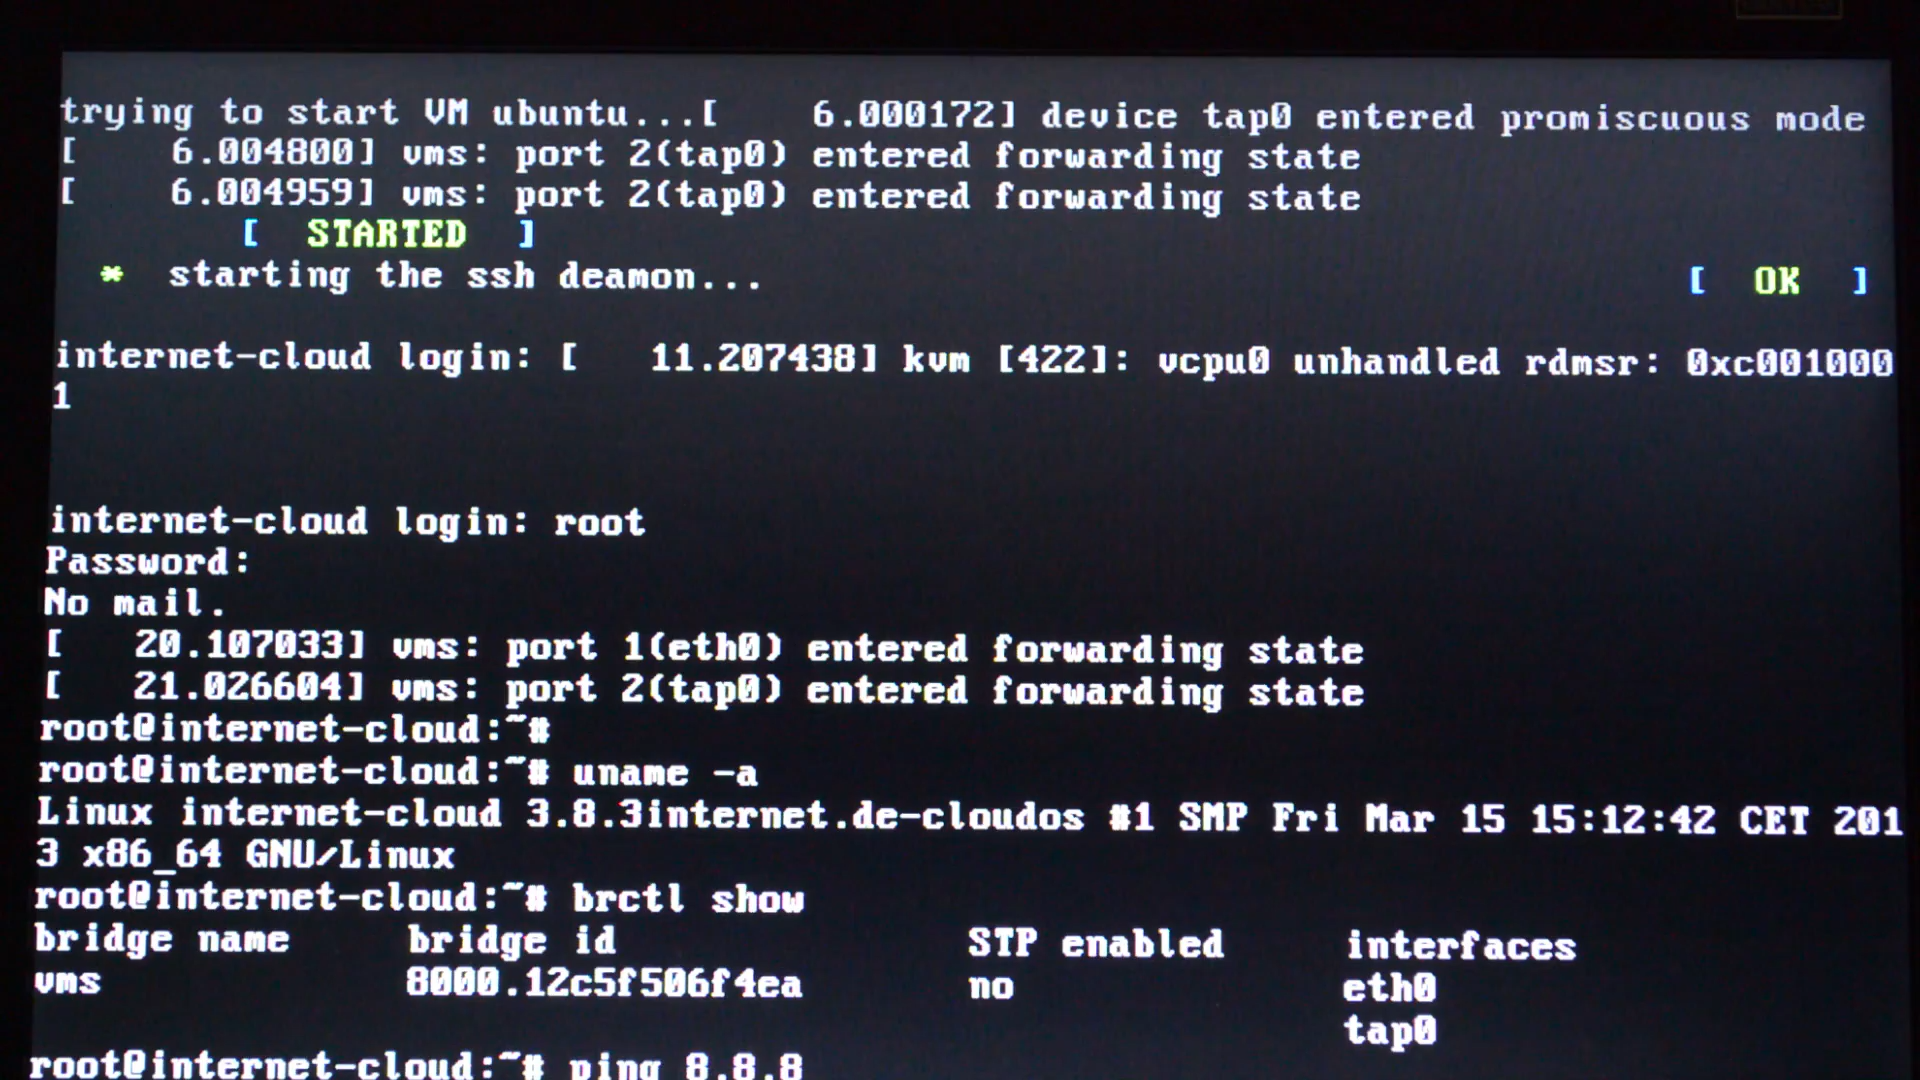 trying to start VM ubuntu...[    6.000172] device tap0 entered promiscuous mode
[    6.004800] vms: port 2(tap0) entered forwarding state
[    6.004959] vms: port 2(tap0) entered forwarding state
[  STARTED  ]
*  starting the ssh deamon...                                        [  OK  ]
internet-cloud login: [   11.207438] kvm [422]: vcpu0 unhandled rdmsr: 0xc001000
1
internet-cloud login: root
Password:
No mail.
[   20.107033] vms: port 1(eth0) entered forwarding state
[   21.026604] vms: port 2(tap0) entered forwarding state
root@internet-cloud:~#
root@internet-cloud:~# uname -a
Linux internet-cloud 3.8.3internet.de-cloudos #1 SMP Fri Mar 15 15:12:42 CET 201
3 x86_64 GNU/Linux
root@internet-cloud:~# brctl show
bridge name     bridge id               STP enabled     interfaces
vms             8000.12c5f506f4ea       no              eth0
tap0
root@internet-cloud:~# ping 8.8.8